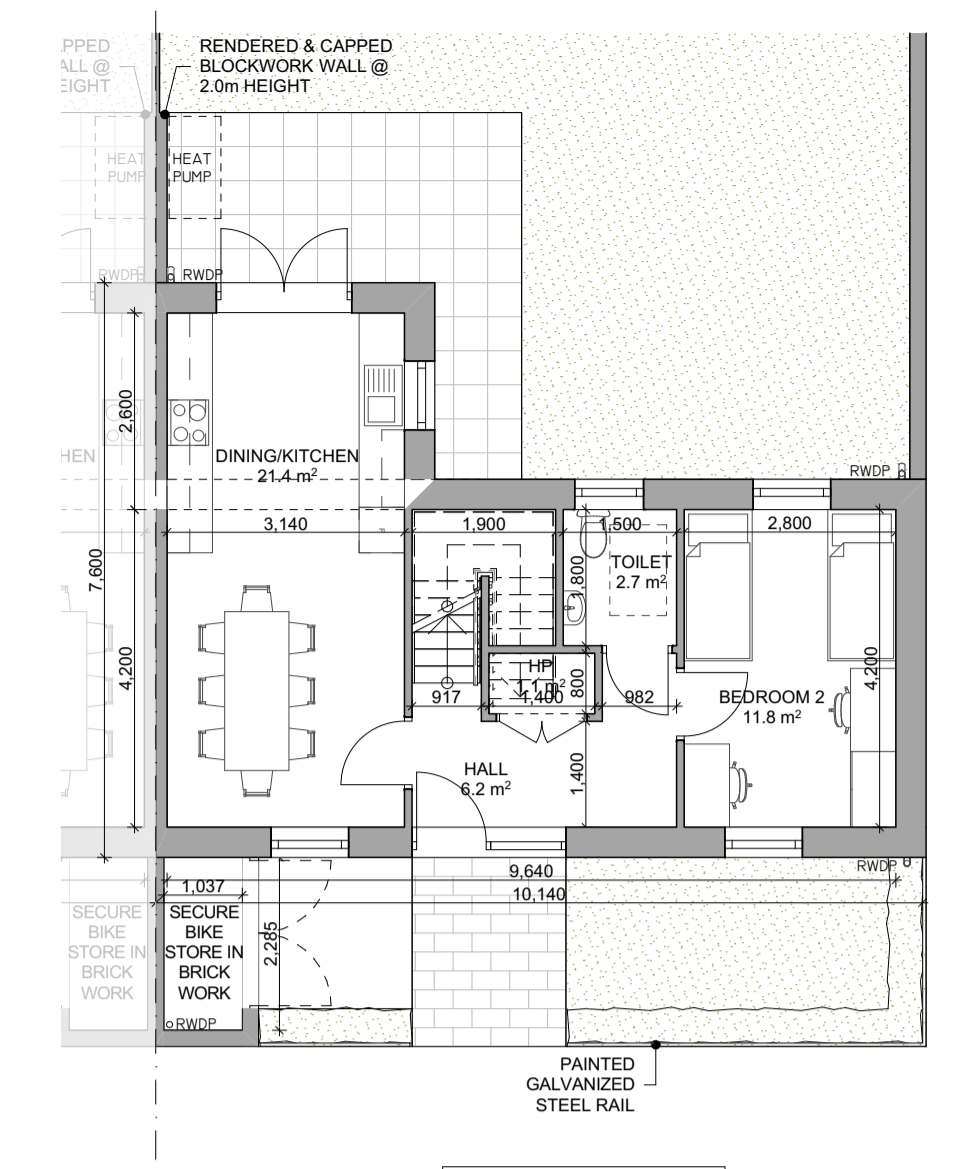 APPED
ALL @
EIGHT
RENDERED & CAPPED
BLOCKWORK WALL @
2.0m HEIGHT
HEAT
PUMP
HEAT
PUMP
RWDP
RWDP
2,600
HEN
DINING/KITCHEN
21.4 m²
RWDP
3,140
1,900
1,500
2,800
7,600
1,800
TOILET
2.7 m²
4,200
HP
1.1 m²
800
917
1,400
982
4,200
BEDROOM 2
11.8 m²
HALL
6.2 m²
1,400
RWDP
9,640
1,037
10,140
SECURE
BIKE
STORE IN
BRICK
WORK
SECURE
BIKE
STORE IN
BRICK
WORK
2,285
RWDP
PAINTED
GALVANIZED
STEEL RAIL